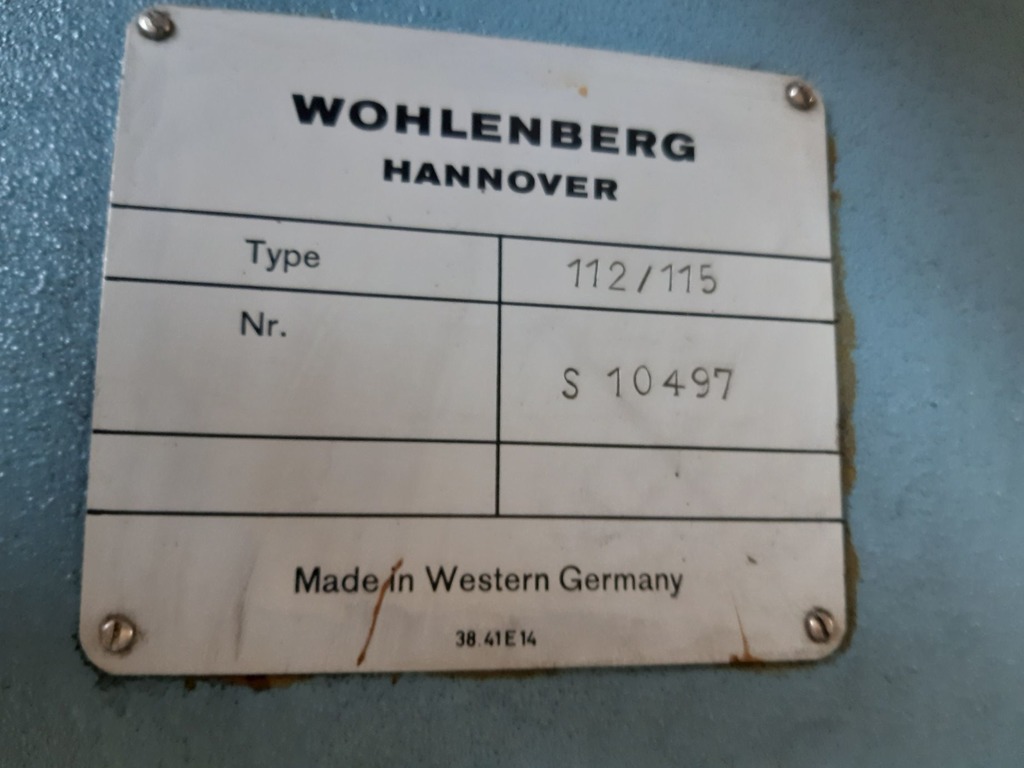 WOHLENBERG
HANNOVER
Type 112/115
Nr. S 10497
Made in Western Germany
38.41E14